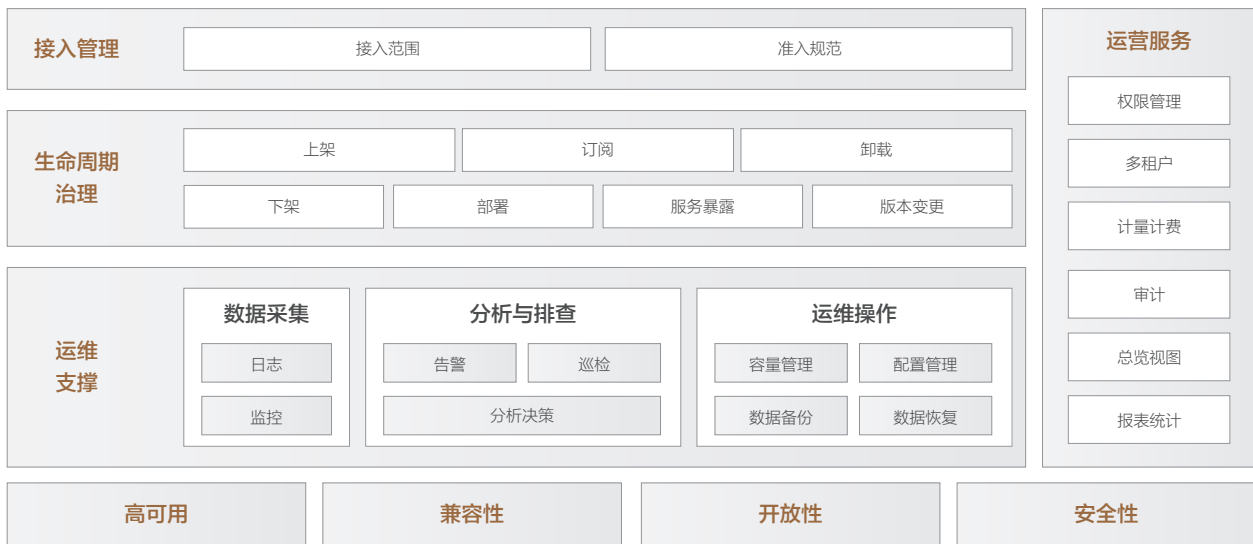 接入管理
接入范围
准入规范
生命周期
治理
上架
订阅
卸载
下架
部署
服务暴露
版本变更
运维
支撑
数据采集
日志
监控
分析与排查
告警
巡检
分析决策
运维操作
容量管理
配置管理
数据备份
数据恢复
运营服务
权限管理
多租户
计量计费
审计
总览视图
报表统计
高可用
兼容性
开放性
安全性